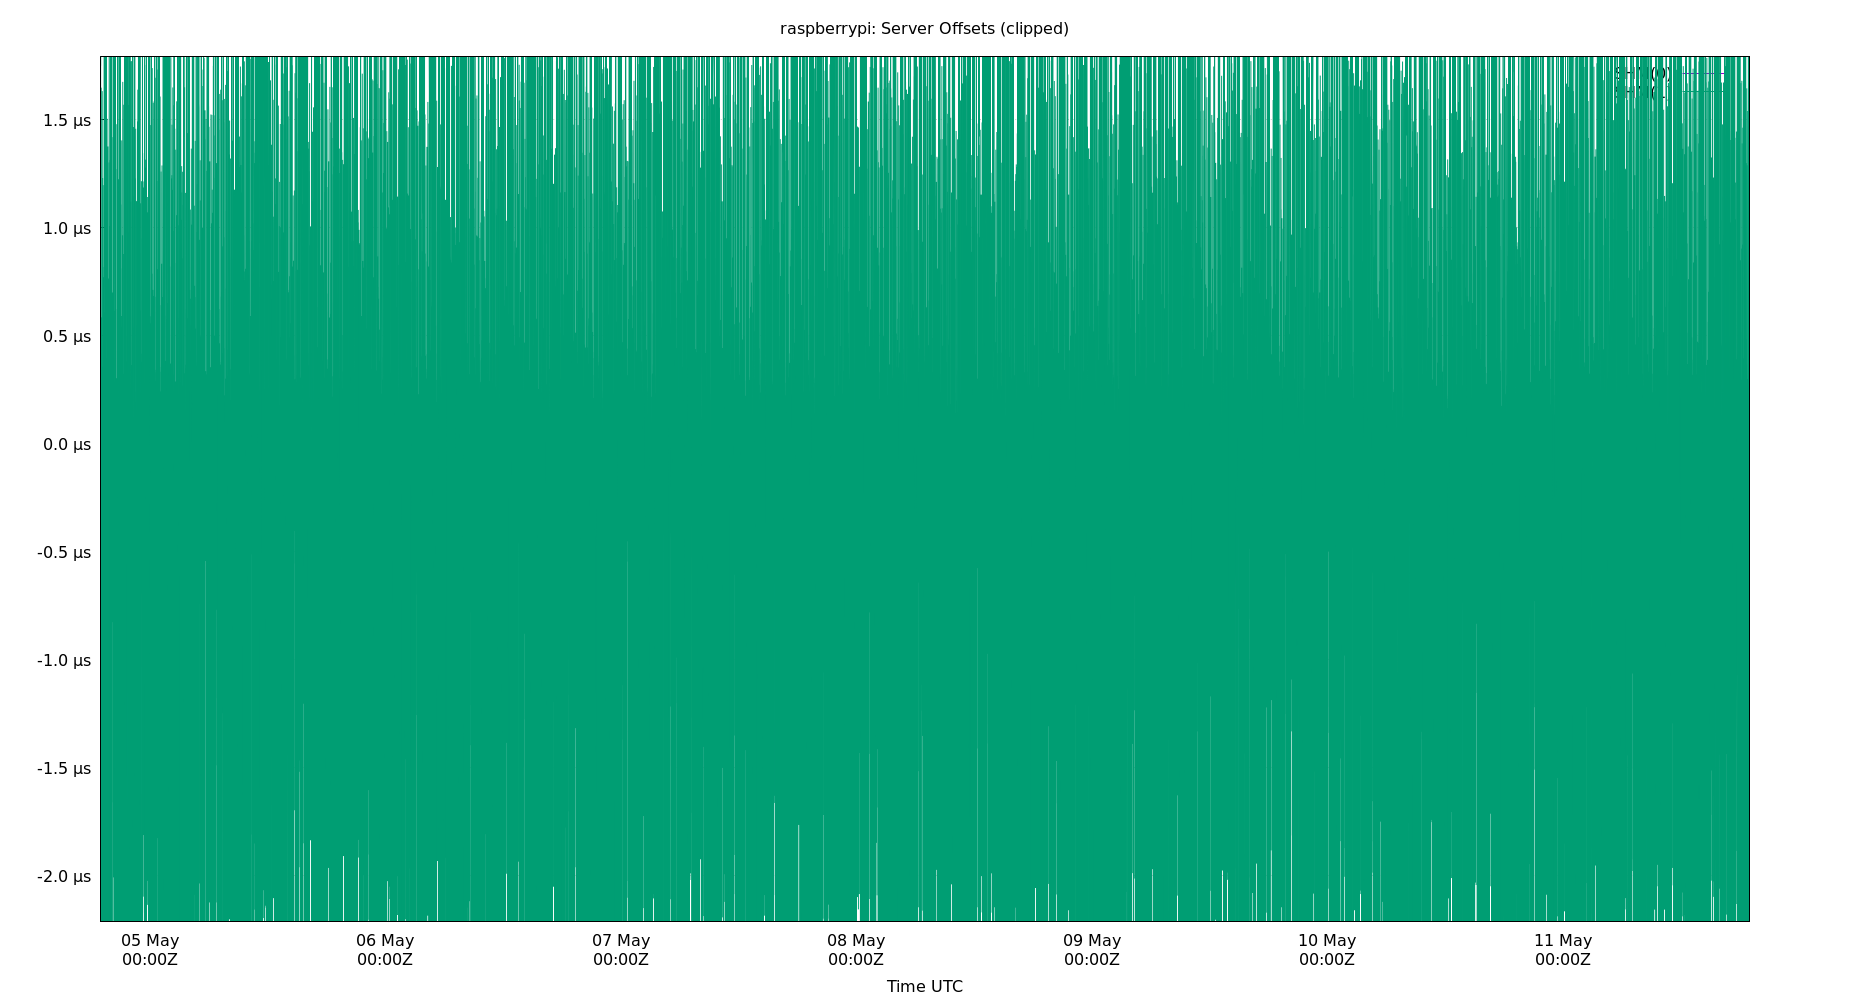 raspberrypi: Server Offsets (clipped)
1.5 µs
1.0 µs
0.5 µs
0.0 µs
-0.5 µs
-1.0 µs
-1.5 µs
-2.0 µs
05 May
00:00Z
06 May
00:00Z
07 May
00:00Z
08 May
00:00Z
09 May
00:00Z
10 May
00:00Z
11 May
00:00Z
Time UTC